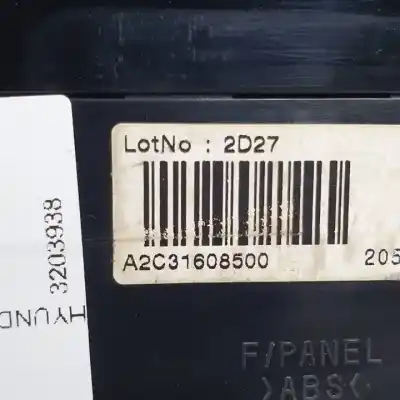 LotNo : 2D27
A2C31608500 205
F/PANEL
>ABS<
3203938
HYUND